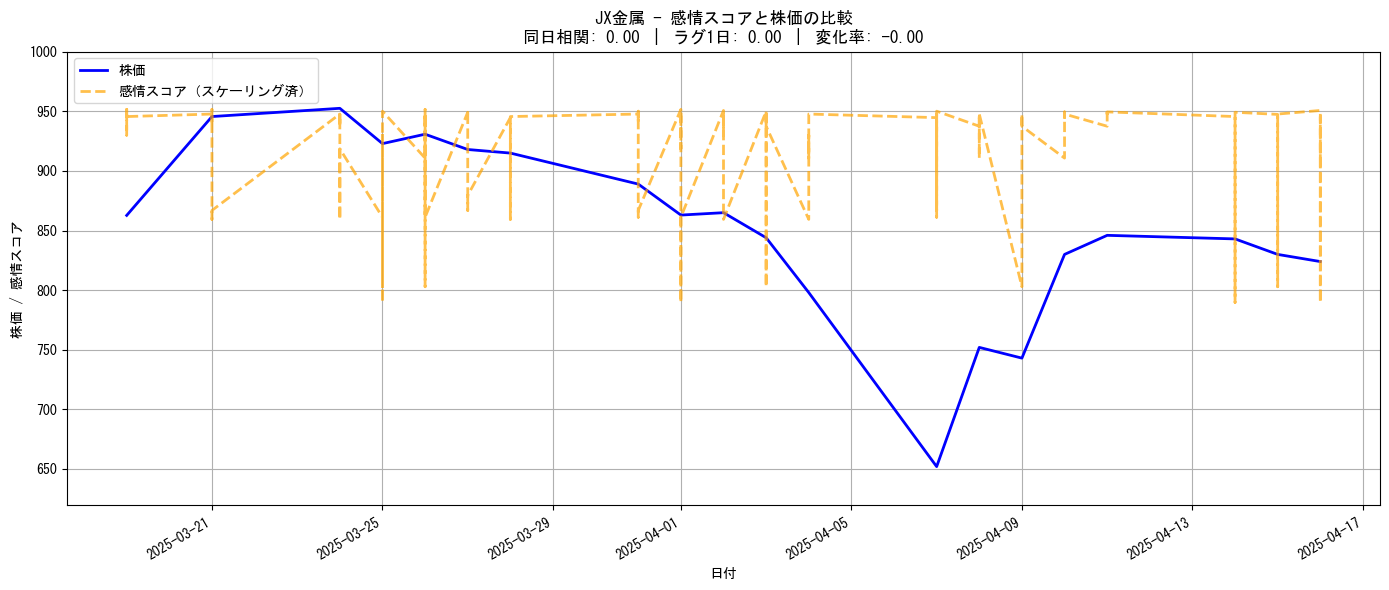 JX金属 - 感情スコアと株価の比較
同日相関: 0.00 | ラグ1日: 0.00 | 変化率: -0.00
株価
感情スコア (スケーリング済)
株価 / 感情スコア
1000
950
900
850
800
750
700
650
2025-03-21
2025-03-25
2025-03-29
2025-04-01
2025-04-05
2025-04-09
2025-04-13
2025-04-17
日付